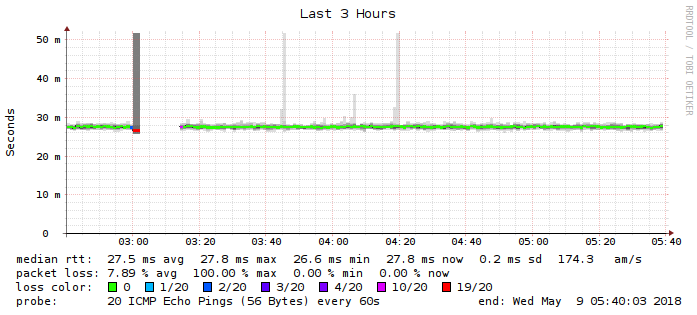 Last 3 Hours
RRDTOOL / TOBI OETIKER
Seconds
50 m
40 m
30 m
20 m
10 m
0
03:00 03:20 03:40 04:00 04:20 04:40 05:00 05:20 05:40
median rtt: 27.5 ms avg 27.8 ms max 26.6 ms min 27.8 ms now 0.2 ms sd 174.3 am/s
packet loss: 7.89 % avg 100.00 % max 0.00 % min 0.00 % now
loss color: 0 1/20 2/20 3/20 4/20 10/20 19/20
probe: 20 ICMP Echo Pings (56 Bytes) every 60s end: Wed May 9 05:40:03 2018